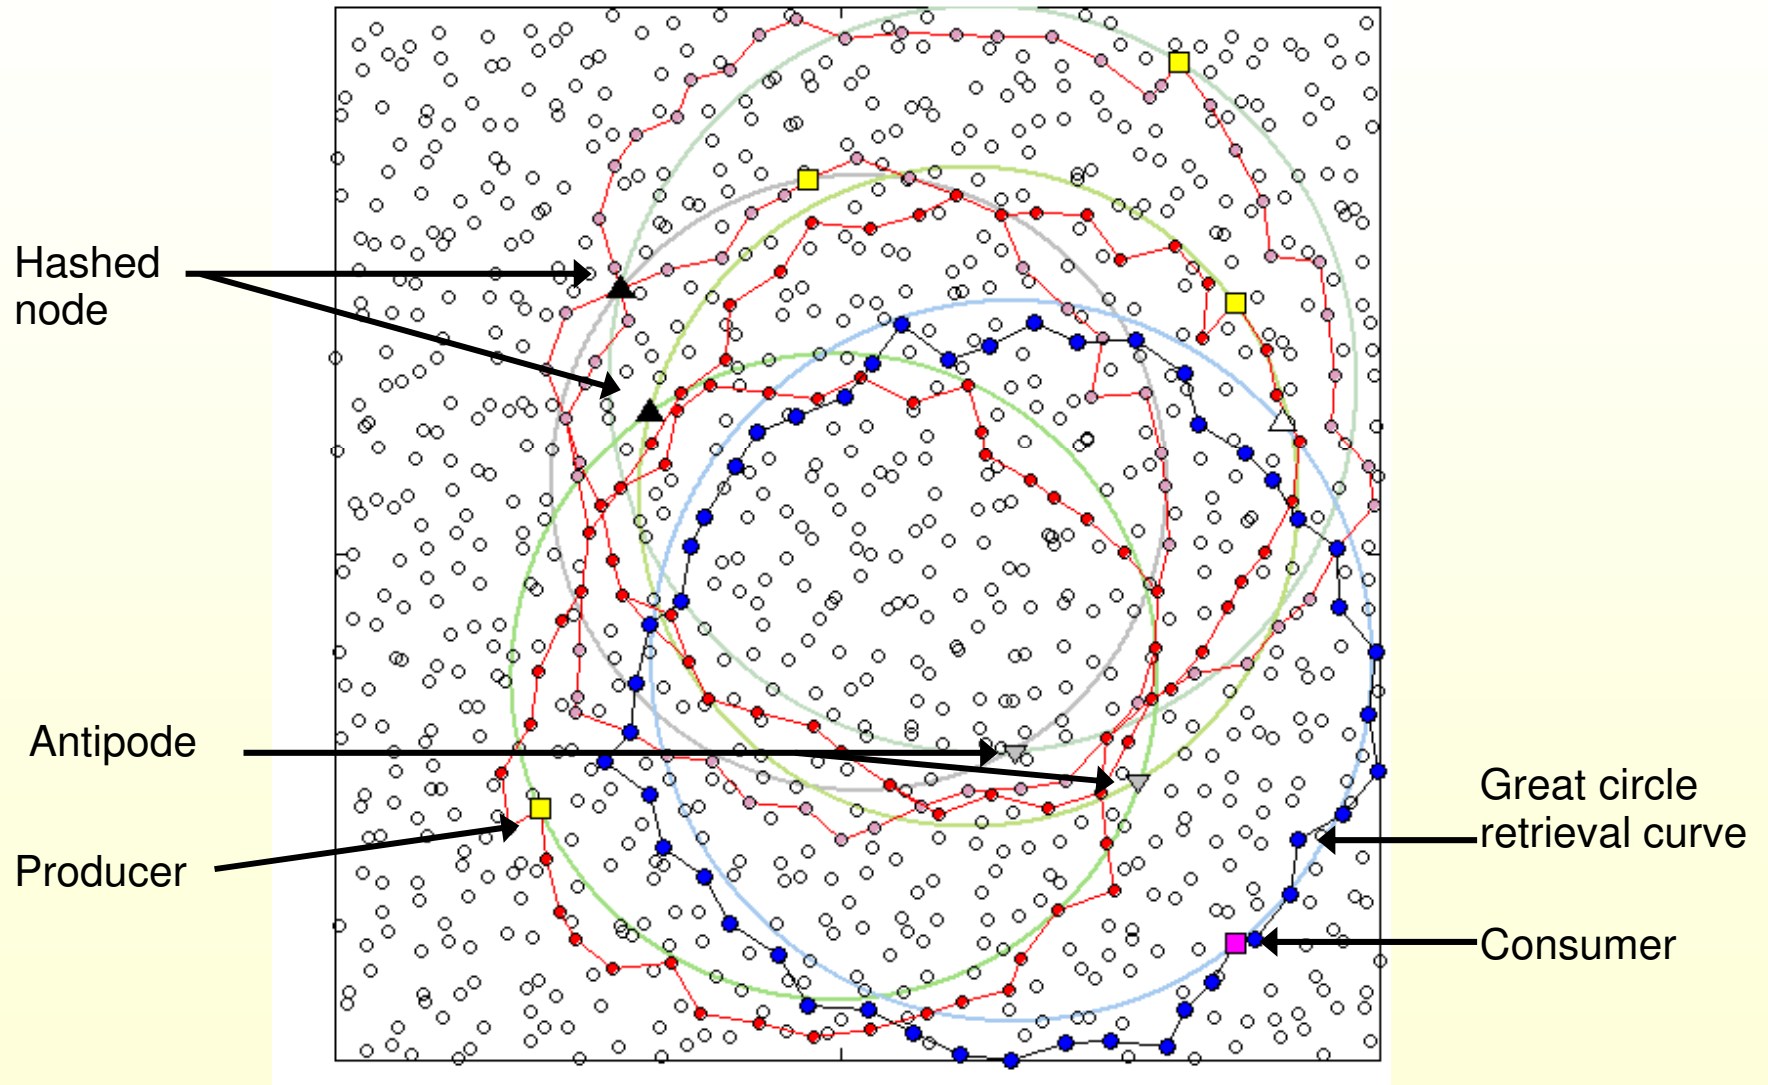 Hashed
node
Antipode
Producer
Great circle
retrieval curve
Consumer